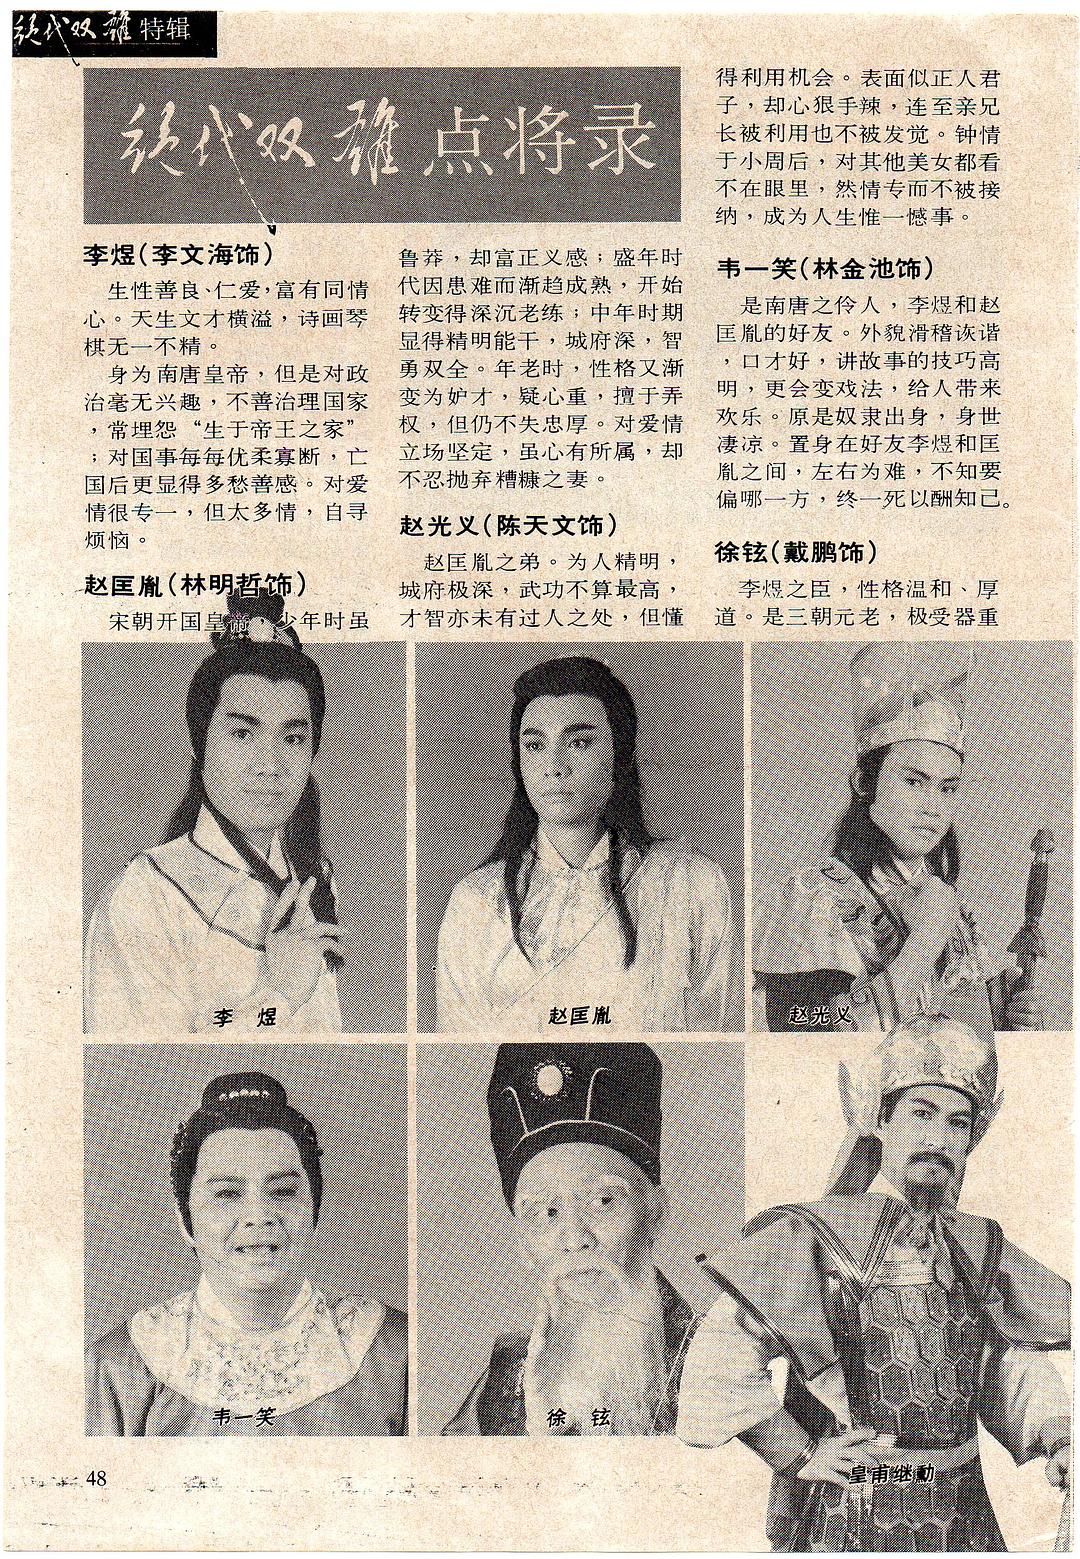 绝代双雄 特辑
绝代双雄 点将录
李煜(李文海饰)
生性善良、仁爱,富有同情
心。天生文才横溢，诗画琴
棋无一不精。
身为南唐皇帝，但是对政
治毫无兴趣，不善治理国家
，常埋怨“生于帝王之家”
；对国事每每优柔寡断，亡
国后更显得多愁善感。对爱
情很专一，但太多情，自寻
烦恼。
赵匡胤(林明哲饰)
宋朝开国皇帝，少年时虽
鲁莽，却富正义感；盛年时
代因患难而渐趋成熟，开始
转变得深沉老练；中年时期
显得精明能干，城府深，智
勇双全。年老时，性格又渐
变为妒才，疑心重，擅于弄
权，但仍不失忠厚。对爱情
立场坚定，虽心有所属，却
不忍抛弃糟糠之妻。
赵光义(陈天文饰)
赵匡胤之弟。为人精明，
城府极深，武功不算最高，
才智亦未有过人之处，但懂
得利用机会。表面似正人君
子，却心狠手辣，连至亲兄
长被利用也不被发觉。钟情
于小周后，对其他美女都看
不在眼里，然情专而不被接
纳，成为人生惟一憾事。
韦一笑(林金池饰)
是南唐之伶人，李煜和赵
匡胤的好友。外貌滑稽诙谐
，口才好，讲故事的技巧高
明，更会变戏法，给人带来
欢乐。原是奴隶出身，身世
凄凉。置身在好友李煜和匡
胤之间，左右为难，不知要
偏哪一方，终一死以酬知己。
徐铉(戴鹏饰)
李煜之臣，性格温和、厚
道。是三朝元老，极受器重
李 煜
赵匡胤
赵光义
韦一笑
徐 铉
皇甫继勳
48